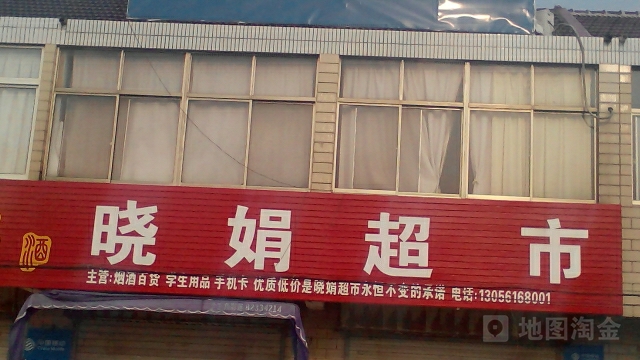 酒
晓娟超市
主营:烟酒百货 学生用品 手机卡 优质低价是晓娟超市永恒不变的承诺 电话:13056168001
地图淘金